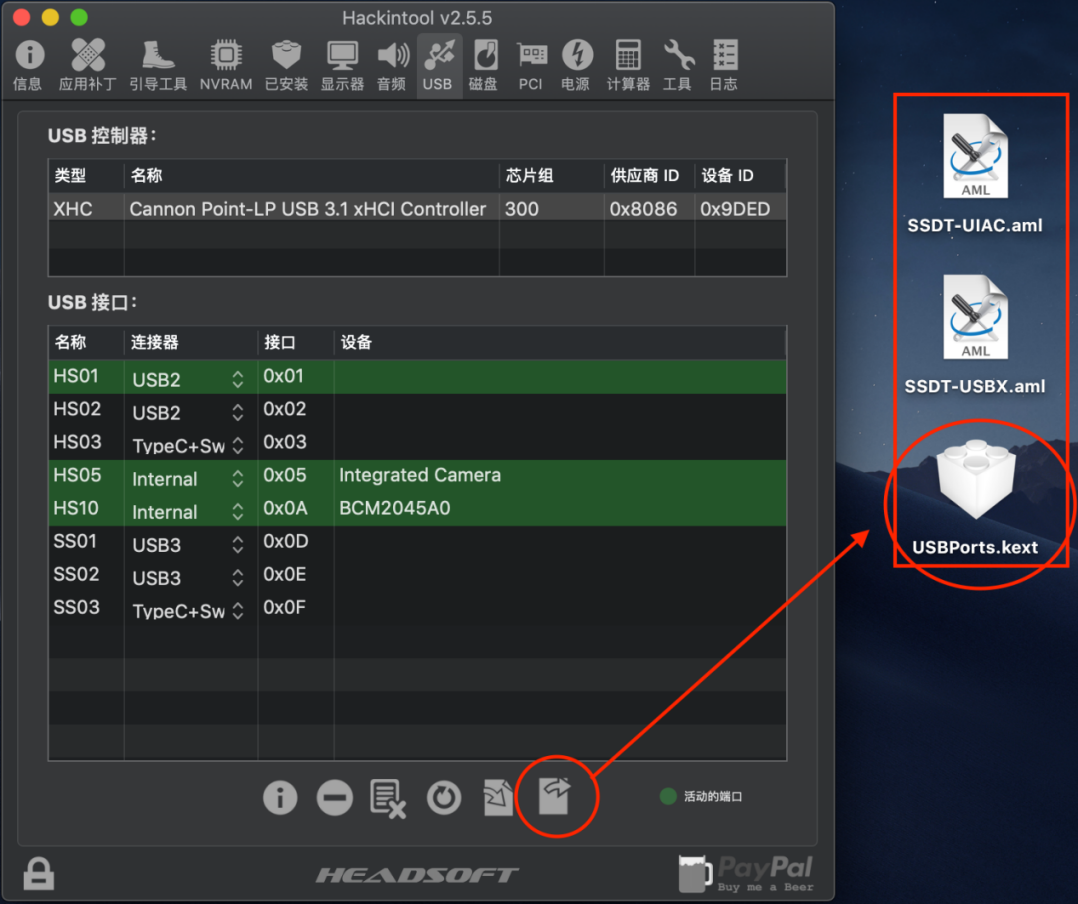 Hackintool v2.5.5
信息 应用补丁 引导工具 NVRAM 已安装 显示器 音频 USB 磁盘 PCI 电源 计算器 工具 日志
USB 控制器：
类型 名称 芯片组 供应商 ID 设备 ID
XHC Cannon Point-LP USB 3.1 xHCI Controller 300 0x8086 0x9DED
USB 接口：
名称 连接器 接口 设备
HS01 USB2 0x01
HS02 USB2 0x02
HS03 TypeC+Sw 0x03
HS05 Internal 0x05 Integrated Camera
HS10 Internal 0x0A BCM2045A0
SS01 USB3 0x0D
SS02 USB3 0x0E
SS03 TypeC+Sw 0x0F
活动的端口
HEADSOFT
PayPal
Buy me a Beer
AML
SSDT-UIAC.aml
AML
SSDT-USBX.aml
USBPorts.kext